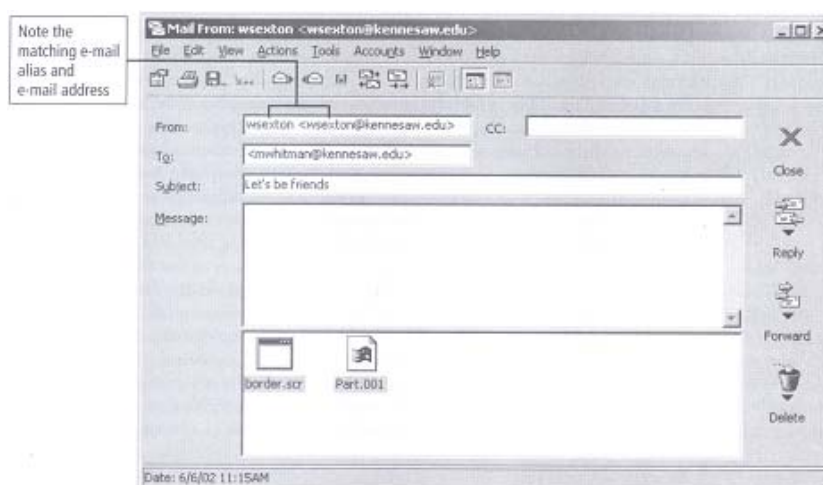 Note the
matching e-mail
alias and
e-mail address
Mail From: wsexton <wsexton@kennesaw.edu>
File Edit View Actions Tools Accounts Window Help
From: wsexton <wsexton@kennesaw.edu> CC:
To: <mwhitman@kennesaw.edu>
Subject: Let's be friends
Message:
Close
Reply
Forward
Delete
border.scr Part.001
Date: 6/6/02 11:15AM